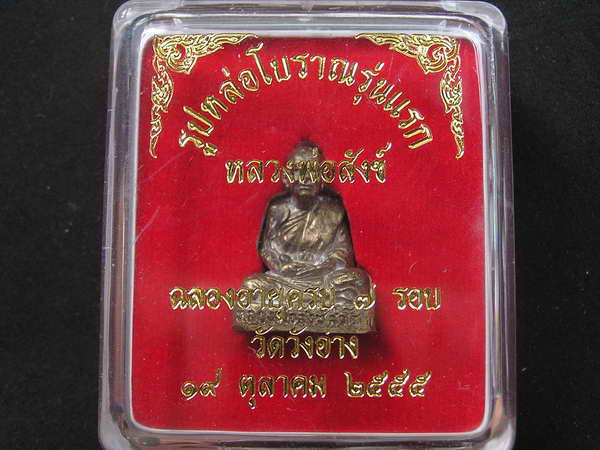 รูปหล่อโบราณรุ่นแรก
หลวงพ่อสังข์
ฉลองอายุครบ ๗ รอบ
วัดวังอ่าง
๑๙ ตุลาคม ๒๕๕๕